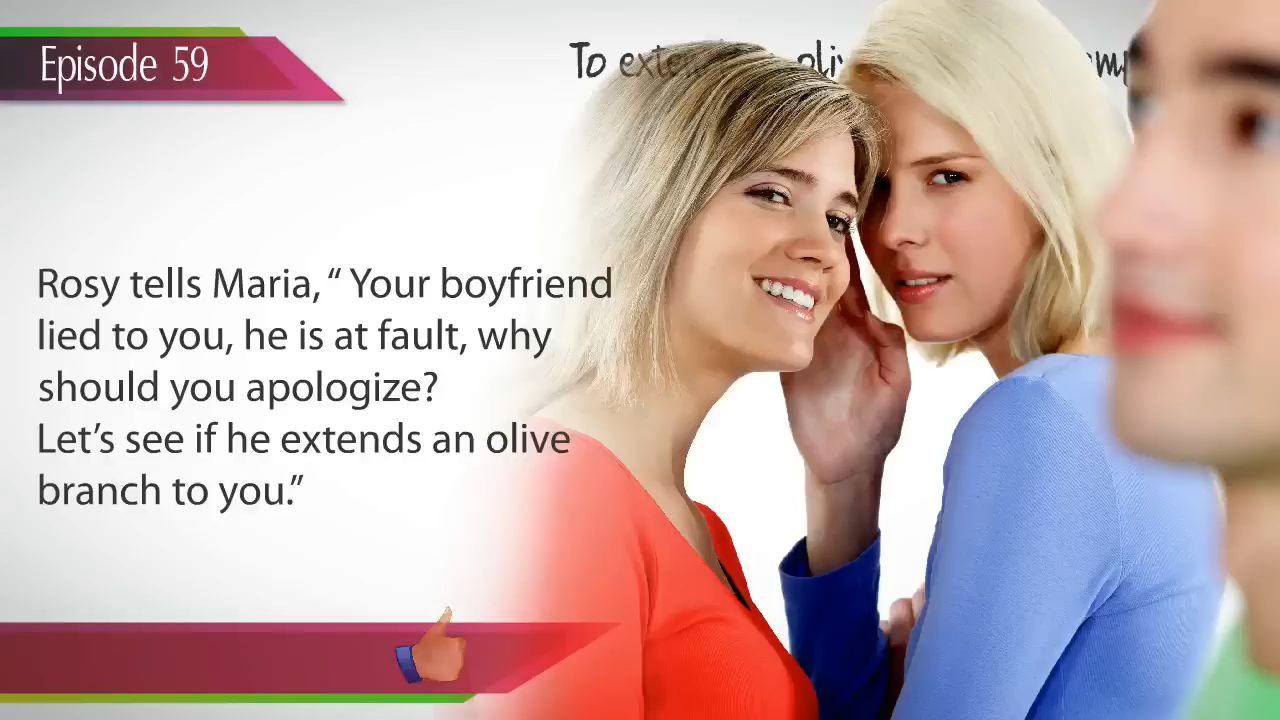 Episode 59
To
Rosy tells Maria, “ Your boyfriend
lied to you, he is at fault, why
should you apologize?
Let’s see if he extends an olive
branch to you.”